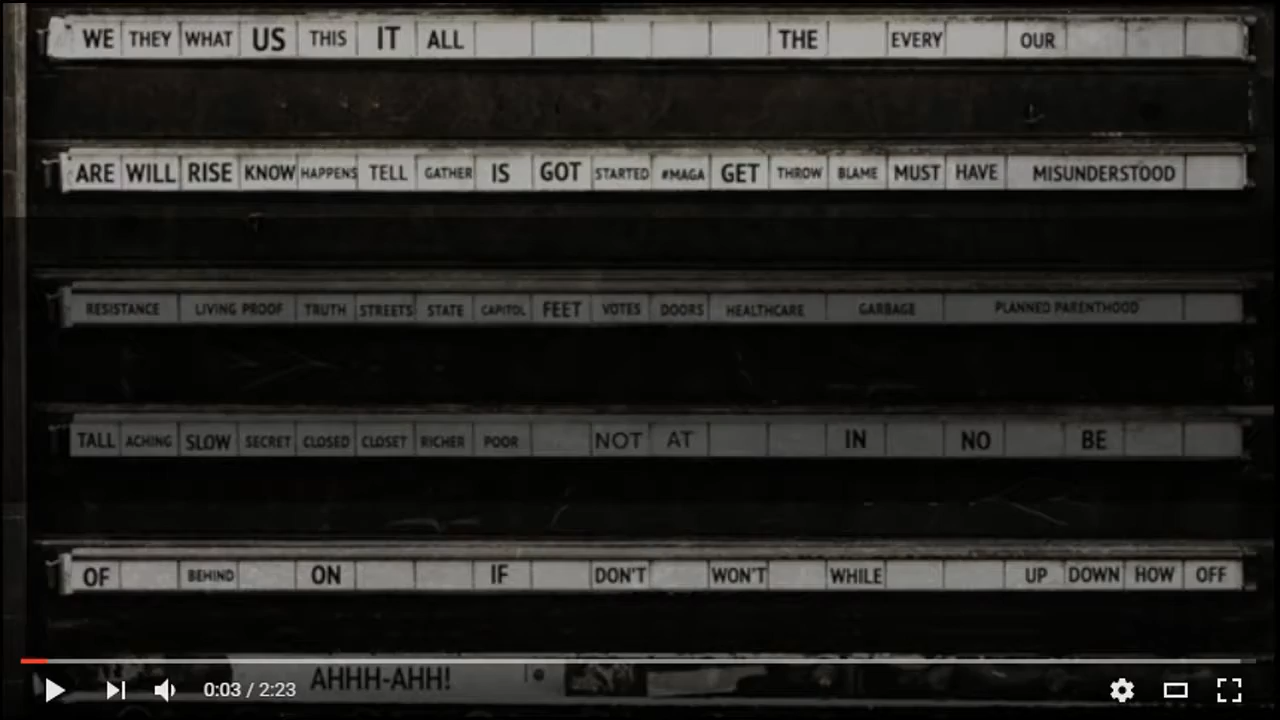 WE THEY WHAT US THIS IT ALL THE EVERY OUR
ARE WILL RISE KNOW HAPPENS TELL GATHER IS GOT STARTED #MAGA GET THROW BLAME MUST HAVE MISUNDERSTOOD
RESISTANCE LIVING PROOF TRUTH STREETS STATE CAPITOL FEET VOTES DOORS HEALTHCARE GARBAGE PLANNED PARENTHOOD
TALL ACHING SLOW SECRET CLOSED CLOSET RICHER POOR NOT AT IN NO BE
OF BEHIND ON IF DON'T WON'T WHILE UP DOWN HOW OFF
AHHH-AHH!
0:03 / 2:23